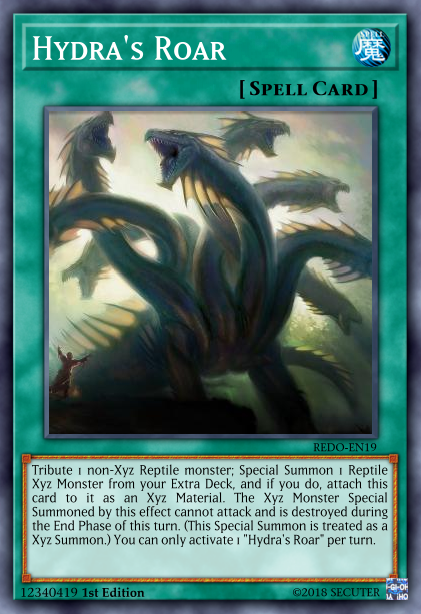 Hydra's Roar
魔
[ Spell Card ]
REDO-EN19
Tribute 1 non-Xyz Reptile monster; Special Summon 1 Reptile
Xyz Monster from your Extra Deck, and if you do, attach this
card to it as an Xyz Material. The Xyz Monster Special
Summoned by this effect cannot attack and is destroyed during
the End Phase of this turn. (This Special Summon is treated as a
Xyz Summon.) You can only activate 1 "Hydra's Roar" per turn.
12340419 1st Edition
©2018 SECUTER